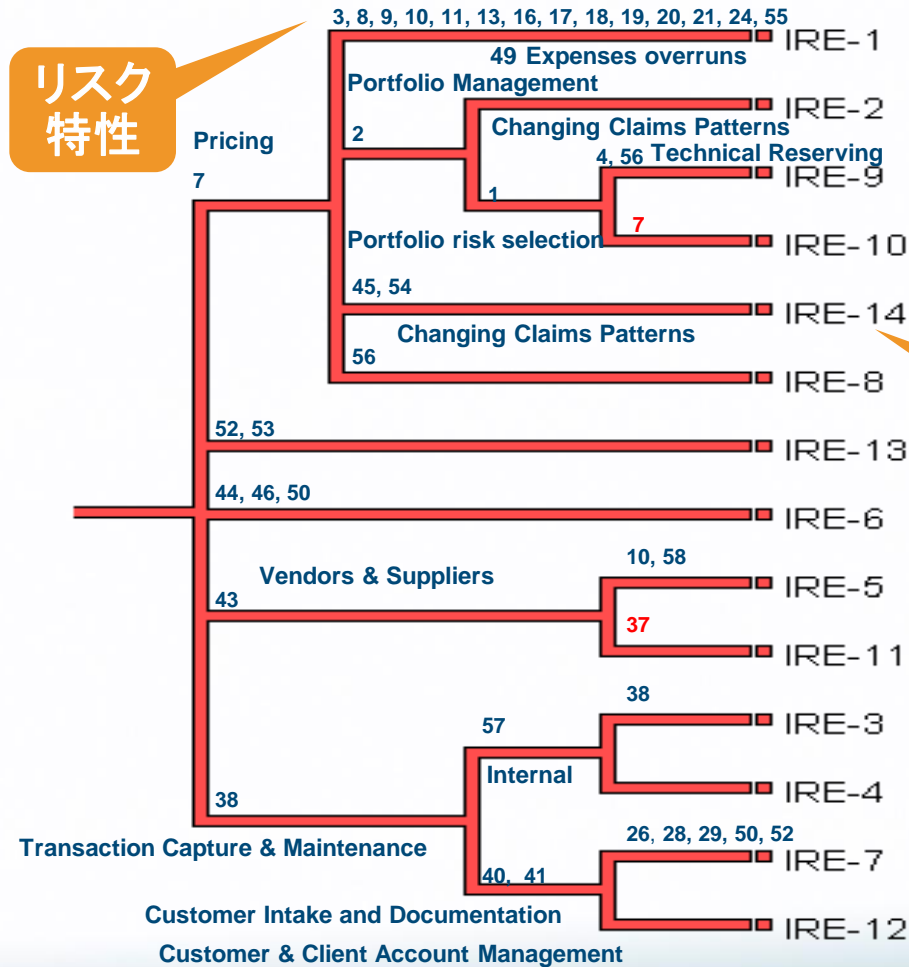 3, 8, 9, 10, 11, 13, 16, 17, 18, 19, 20, 21, 24, 55
IRE-1
リスク
特性
49 Expenses overruns
Portfolio Management
IRE-2
Pricing
2
Changing Claims Patterns
4, 56 Technical Reserving
IRE-9
7
1
7
Portfolio risk selection
IRE-10
45, 54
IRE-14
Changing Claims Patterns
56
IRE-8
52, 53
IRE-13
44, 46, 50
IRE-6
10, 58
Vendors & Suppliers
IRE-5
43
37
IRE-11
38
57
IRE-3
Internal
IRE-4
38
Transaction Capture & Maintenance
26, 28, 29, 50, 52
IRE-7
40, 41
Customer Intake and Documentation
IRE-12
Customer & Client Account Management